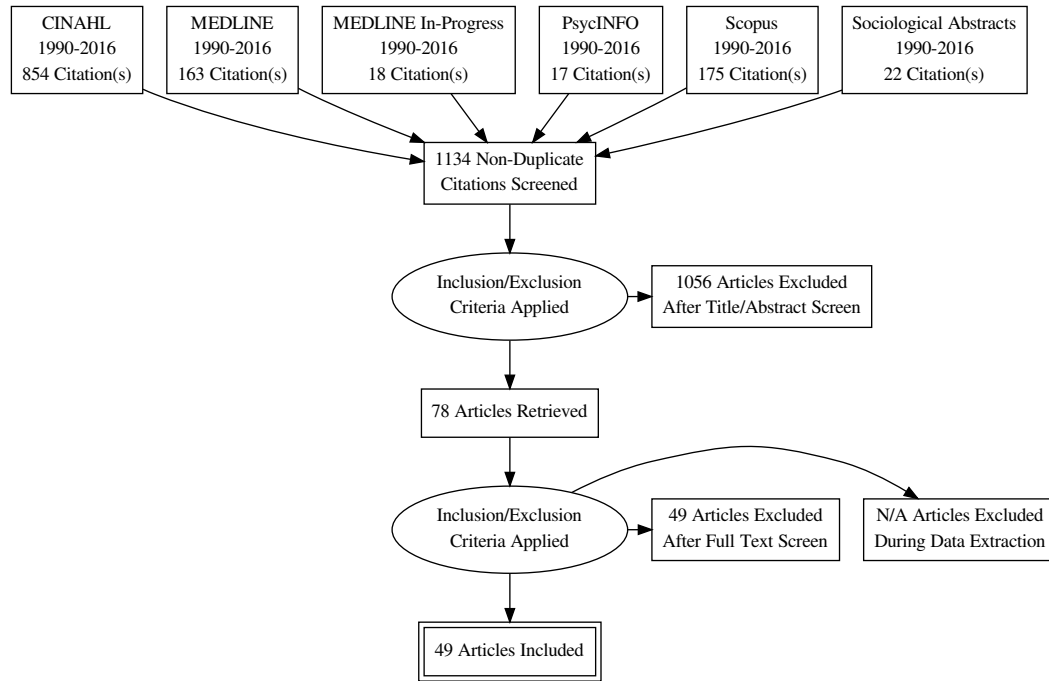 CINAHL
1990-2016
854 Citation(s)
MEDLINE
1990-2016
163 Citation(s)
MEDLINE In-Progress
1990-2016
18 Citation(s)
PsycINFO
1990-2016
17 Citation(s)
Scopus
1990-2016
175 Citation(s)
Sociological Abstracts
1990-2016
22 Citation(s)
1134 Non-Duplicate
Citations Screened
Inclusion/Exclusion
Criteria Applied
1056 Articles Excluded
After Title/Abstract Screen
78 Articles Retrieved
Inclusion/Exclusion
Criteria Applied
49 Articles Excluded
After Full Text Screen
N/A Articles Excluded
During Data Extraction
49 Articles Included